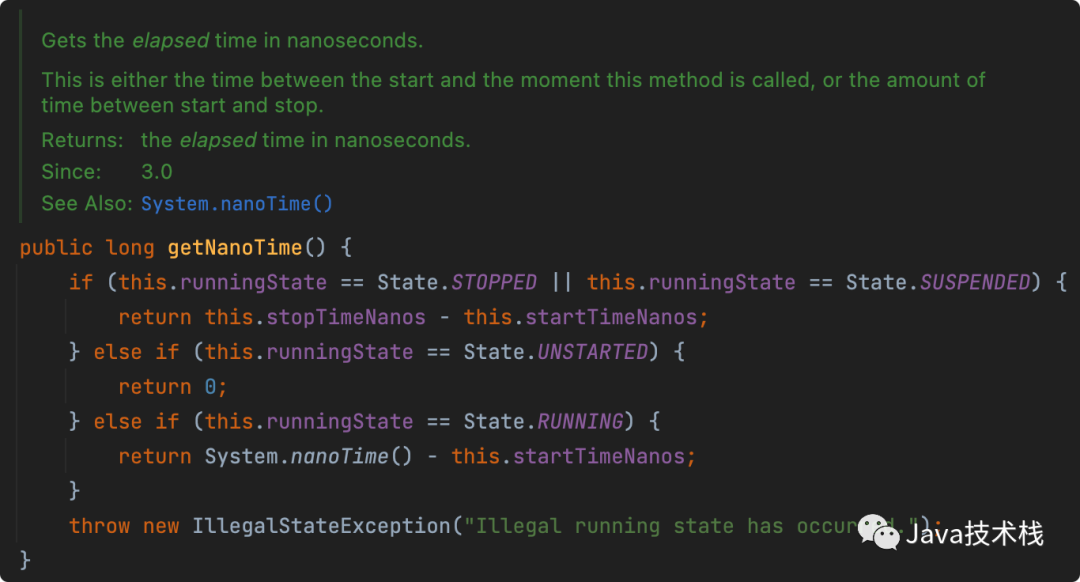 Gets the elapsed time in nanoseconds.
This is either the time between the start and the moment this method is called, or the amount of
time between start and stop.
Returns: the elapsed time in nanoseconds.
Since: 3.0
See Also: System.nanoTime()
public long getNanoTime() {
    if (this.runningState == State.STOPPED || this.runningState == State.SUSPENDED) {
        return this.stopTimeNanos - this.startTimeNanos;
    } else if (this.runningState == State.UNSTARTED) {
        return 0;
    } else if (this.runningState == State.RUNNING) {
        return System.nanoTime() - this.startTimeNanos;
    }
    throw new IllegalStateException("Illegal running state has occurred.");
}
Java技术栈